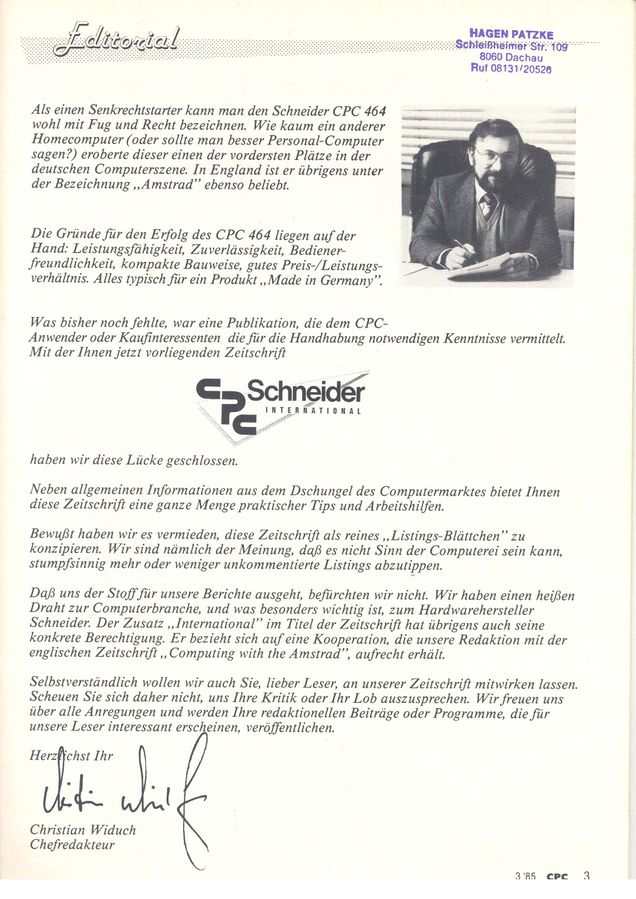 Editorial
HAGEN PATZKE
Schleißheimer Str. 109
8060 Dachau
Ruf 08131/20526
Als einen Senkrechtstarter kann man den Schneider CPC 464
wohl mit Fug und Recht bezeichnen. Wie kaum ein anderer
Homecomputer (oder sollte man besser Personal-Computer
sagen?) eroberte dieser einen der vordersten Plätze in der
deutschen Computerszene. In England ist er übrigens unter
der Bezeichnung „Amstrad" ebenso beliebt.
Die Gründe für den Erfolg des CPC 464 liegen auf der
Hand: Leistungsfähigkeit, Zuverlässigkeit, Bediener-
freundlichkeit, kompakte Bauweise, gutes Preis-/Leistungs-
verhältnis. Alles typisch für ein Produkt „Made in Germany".
Was bisher noch fehlte, war eine Publikation, die dem CPC-
Anwender oder Kaufinteressenten die für die Handhabung notwendigen Kenntnisse vermittelt.
Mit der Ihnen jetzt vorliegenden Zeitschrift
CPC Schneider
INTERNATIONAL
haben wir diese Lücke geschlossen.
Neben allgemeinen Informationen aus dem Dschungel des Computermarktes bietet Ihnen
diese Zeitschrift eine ganze Menge praktischer Tips und Arbeitshilfen.
Bewußt haben wir es vermieden, diese Zeitschrift als reines „Listings-Blättchen" zu
konzipieren. Wir sind nämlich der Meinung, daß es nicht Sinn der Computerei sein kann,
stumpfsinnig mehr oder weniger unkommentierte Listings abzutippen.
Daß uns der Stoff für unsere Berichte ausgeht, befürchten wir nicht. Wir haben einen heißen
Draht zur Computerbranche, und was besonders wichtig ist, zum Hardwarehersteller
Schneider. Der Zusatz „International" im Titel der Zeitschrift hat übrigens auch seine
konkrete Berechtigung. Er bezieht sich auf eine Kooperation, die unsere Redaktion mit der
englischen Zeitschrift „Computing with the Amstrad", aufrecht erhält.
Selbstverständlich wollen wir auch Sie, lieber Leser, an unserer Zeitschrift mitwirken lassen.
Scheuen Sie sich daher nicht, uns Ihre Kritik oder Ihr Lob auszusprechen. Wir freuen uns
über alle Anregungen und werden Ihre redaktionellen Beiträge oder Programme, die für
unsere Leser interessant erscheinen, veröffentlichen.
Herzlichst Ihr
Christian Widuch
Chefredakteur
3 '85 CPC 3